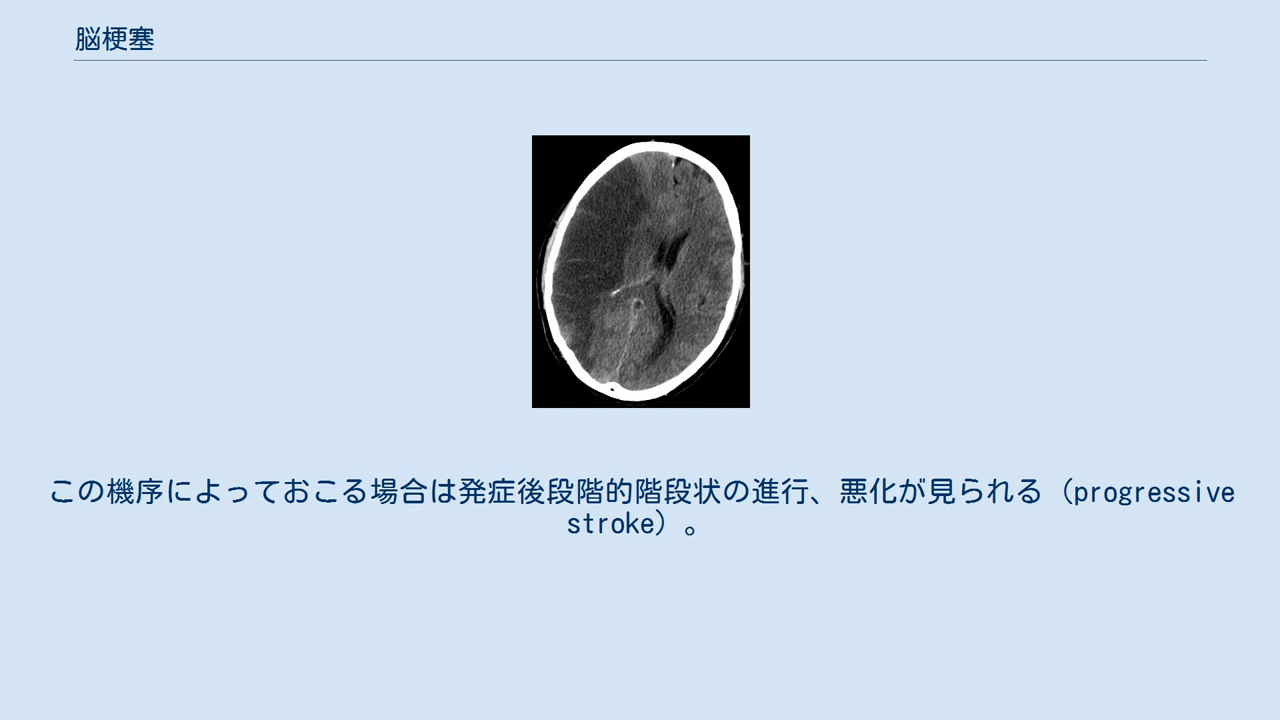 脳梗塞
この機序によっておこる場合は発症後段階的階段状の進行、悪化が見られる（progressive
stroke）。